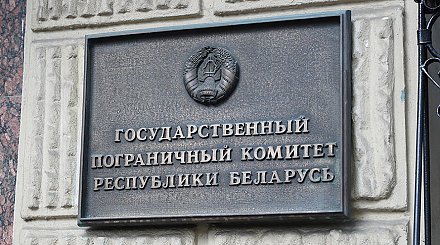 ГОСУДАРСТВЕННЫЙ
ПОГРАНИЧНЫЙ КОМИТЕТ
РЕСПУБЛИКИ БЕЛАРУСЬ